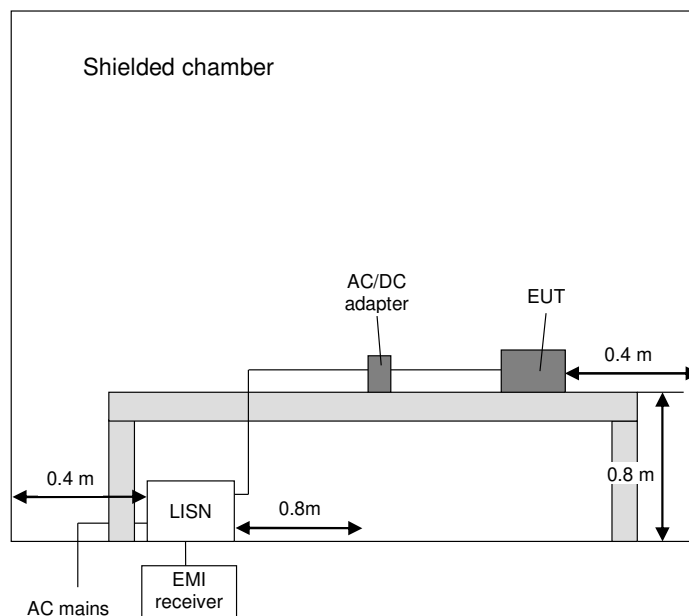 Shielded chamber
AC/DC
adapter
EUT
0.4 m
0.4 m
0.8 m
LISN
0.8m
EMI
receiver
AC mains